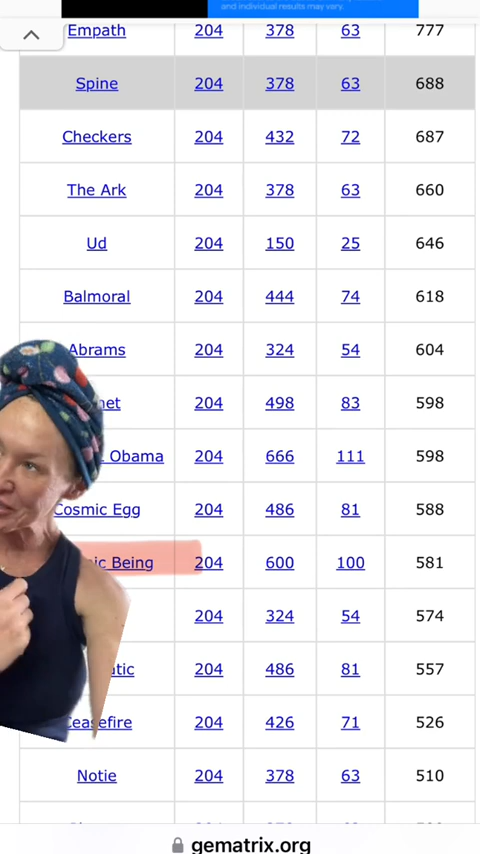 and individual results may vary.
Empath 204 378 63 777
Spine 204 378 63 688
Checkers 204 432 72 687
The Ark 204 378 63 660
Ud 204 150 25 646
Balmoral 204 444 74 618
Abrams 204 324 54 604
net 204 498 83 598
Obama 204 666 111 598
Cosmic Egg 204 486 81 588
ic Being 204 600 100 581
204 324 54 574
atic 204 486 81 557
Ceasefire 204 426 71 526
Notie 204 378 63 510
gematrix.org